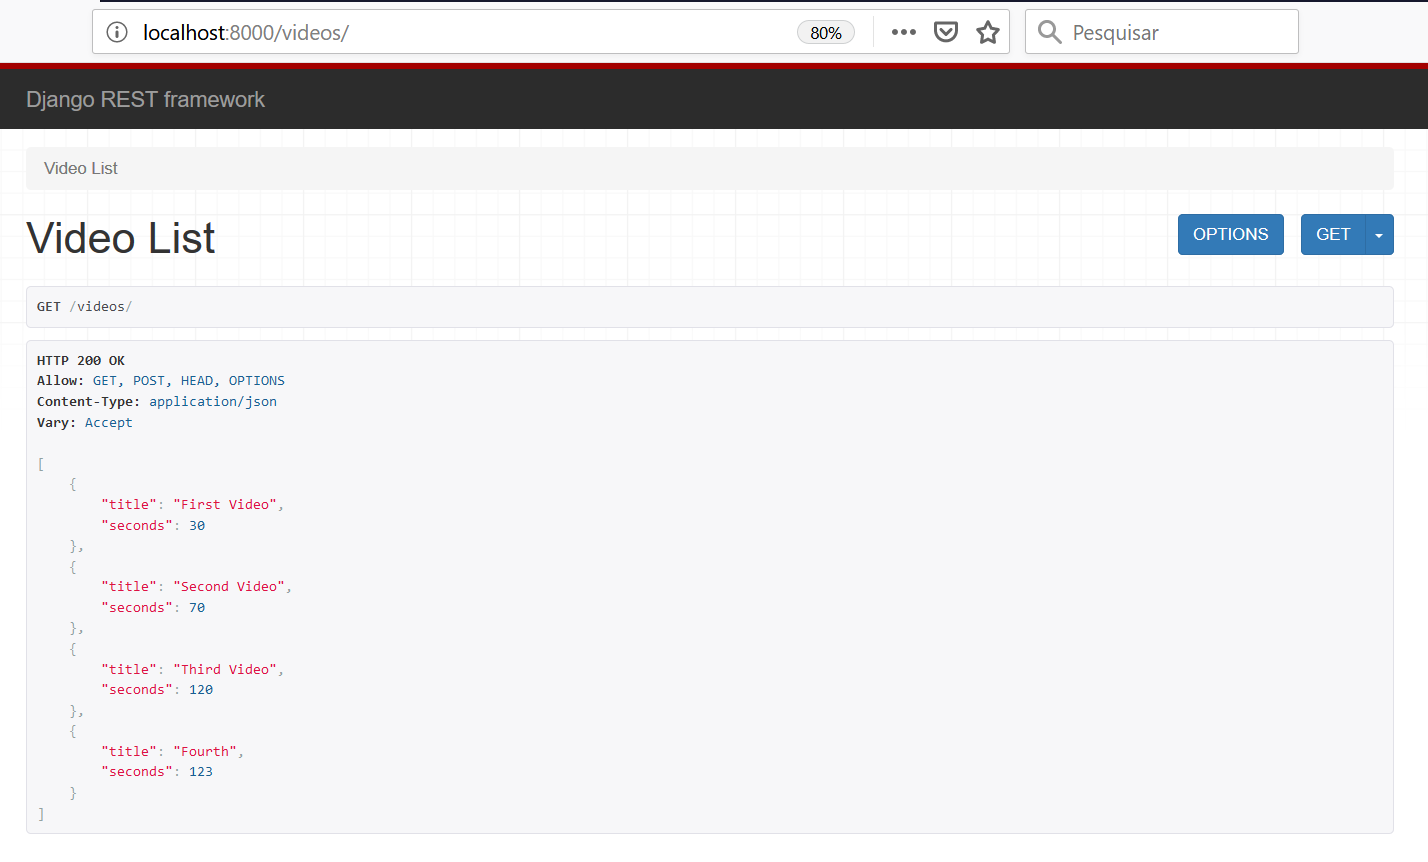 localhost:8000/videos/ 80% Pesquisar
Django REST framework
Video List
Video List OPTIONS GET
GET /videos/
HTTP 200 OK
Allow: GET, POST, HEAD, OPTIONS
Content-Type: application/json
Vary: Accept
[
    {
        "title": "First Video",
        "seconds": 30
    },
    {
        "title": "Second Video",
        "seconds": 70
    },
    {
        "title": "Third Video",
        "seconds": 120
    },
    {
        "title": "Fourth",
        "seconds": 123
    }
]